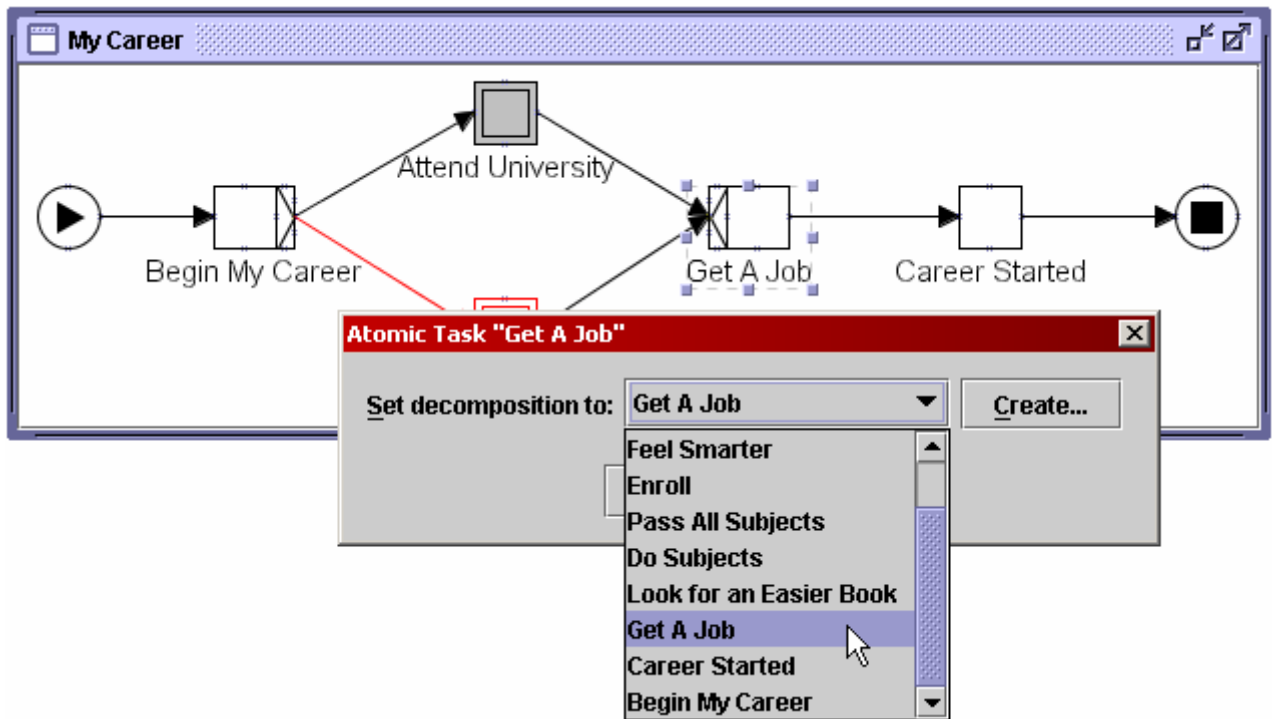 My Career
Attend University
Begin My Career
Get A Job
Career Started
Atomic Task "Get A Job"
Set decomposition to:
Get A Job
Create...
Feel Smarter
Enroll
Pass All Subjects
Do Subjects
Look for an Easier Book
Get A Job
Career Started
Begin My Career